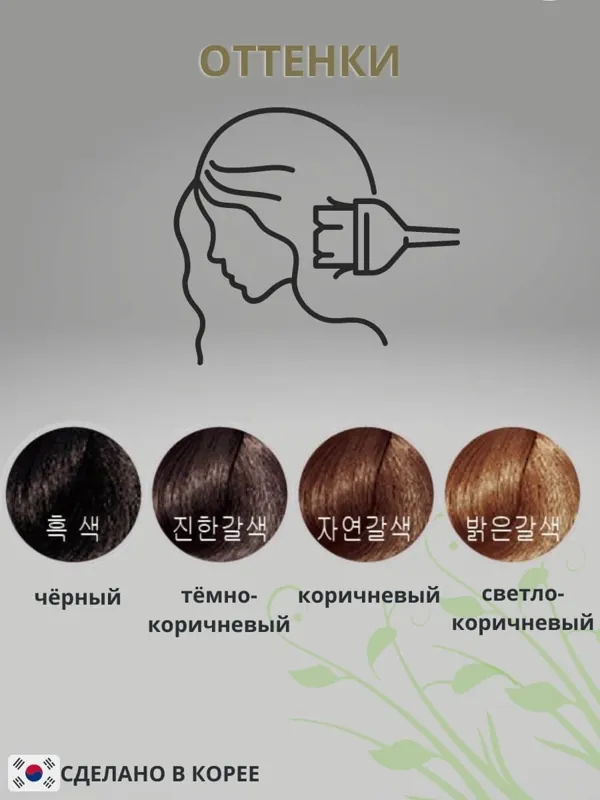 ОТТЕНКИ
흑 색
진한갈색
자연갈색
밝은갈색
чёрный
тёмно-
коричневый
коричневый
светло-
коричневый
СДЕЛАНО В КОРЕЕ